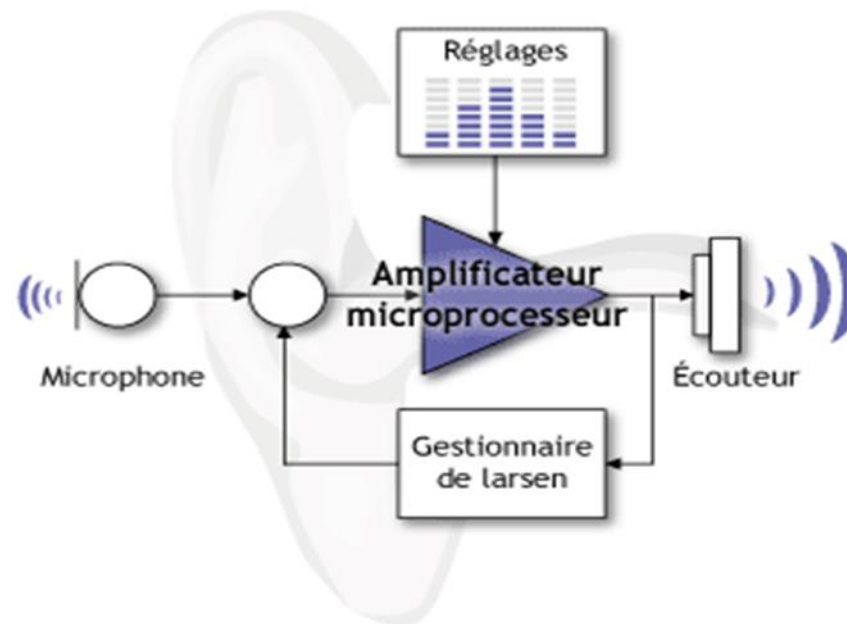 Réglages
Amplificateur
microprocesseur
Microphone
Écouteur
Gestionnaire
de larsen